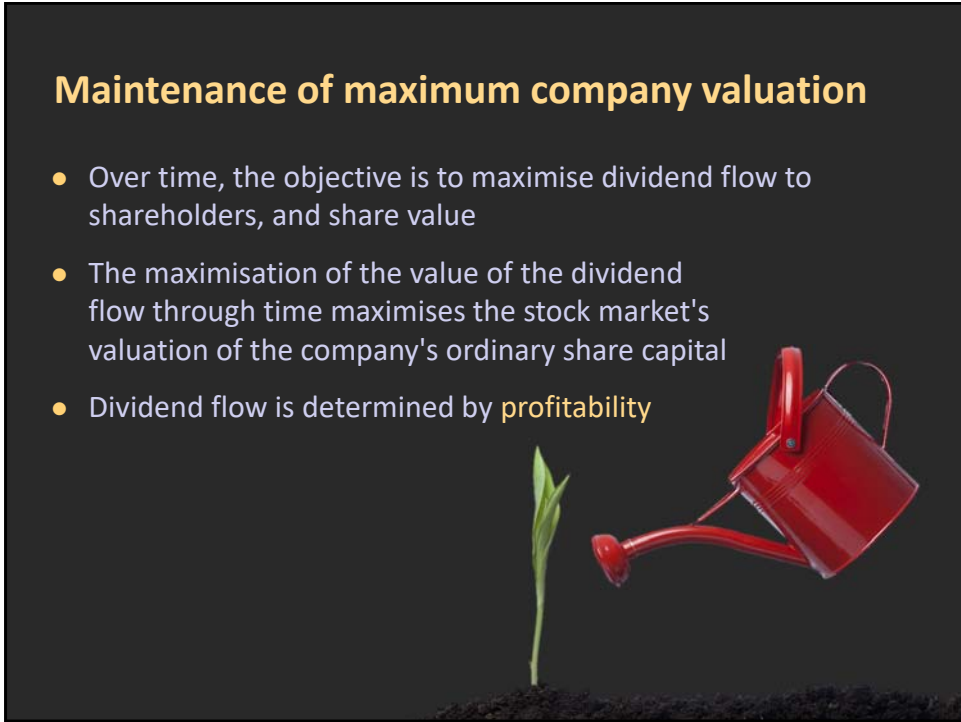 Maintenance of maximum company valuation
● Over time, the objective is to maximise dividend flow to
shareholders, and share value
● The maximisation of the value of the dividend
flow through time maximises the stock market's
valuation of the company's ordinary share capital
● Dividend flow is determined by profitability